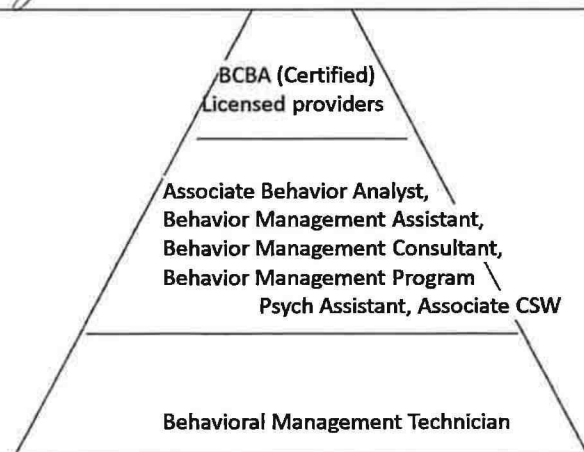 BCBA (Certified)
Licensed providers
Associate Behavior Analyst,
Behavior Management Assistant,
Behavior Management Consultant,
Behavior Management Program
Psych Assistant, Associate CSW
Behavioral Management Technician